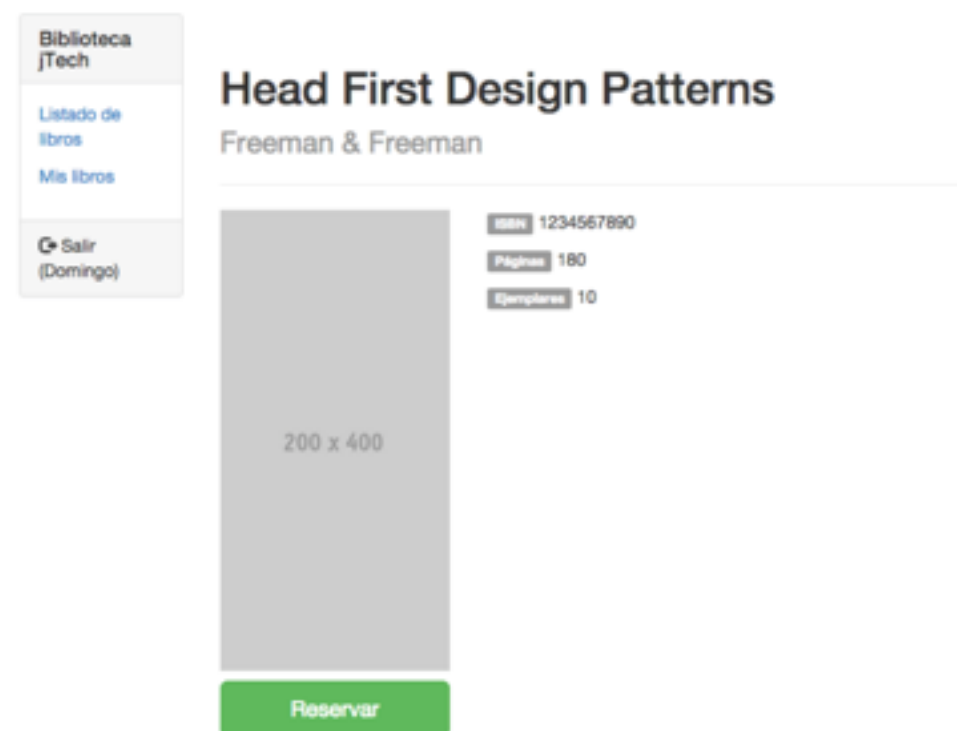 Biblioteca
jTech
Listado de
libros
Mis libros
Salir
(Domingo)
Head First Design Patterns
Freeman & Freeman
ISBN 1234567890
Páginas 180
Ejemplares 10
200 x 400
Reservar